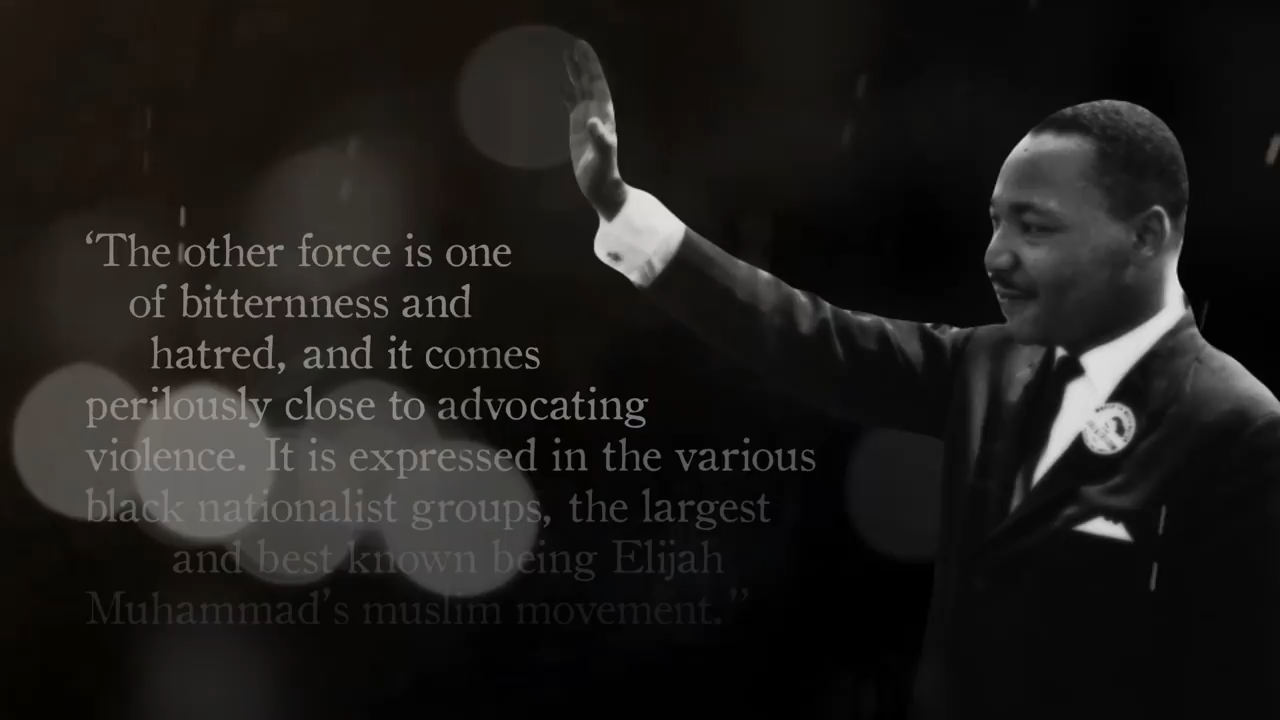 ‘The other force is one
of bitternness and
hatred, and it comes
perilously close to advocating
violence. It is expressed in the various
black nationalist groups, the largest
and best known being Elijah
Muhammad’s muslim movement.”